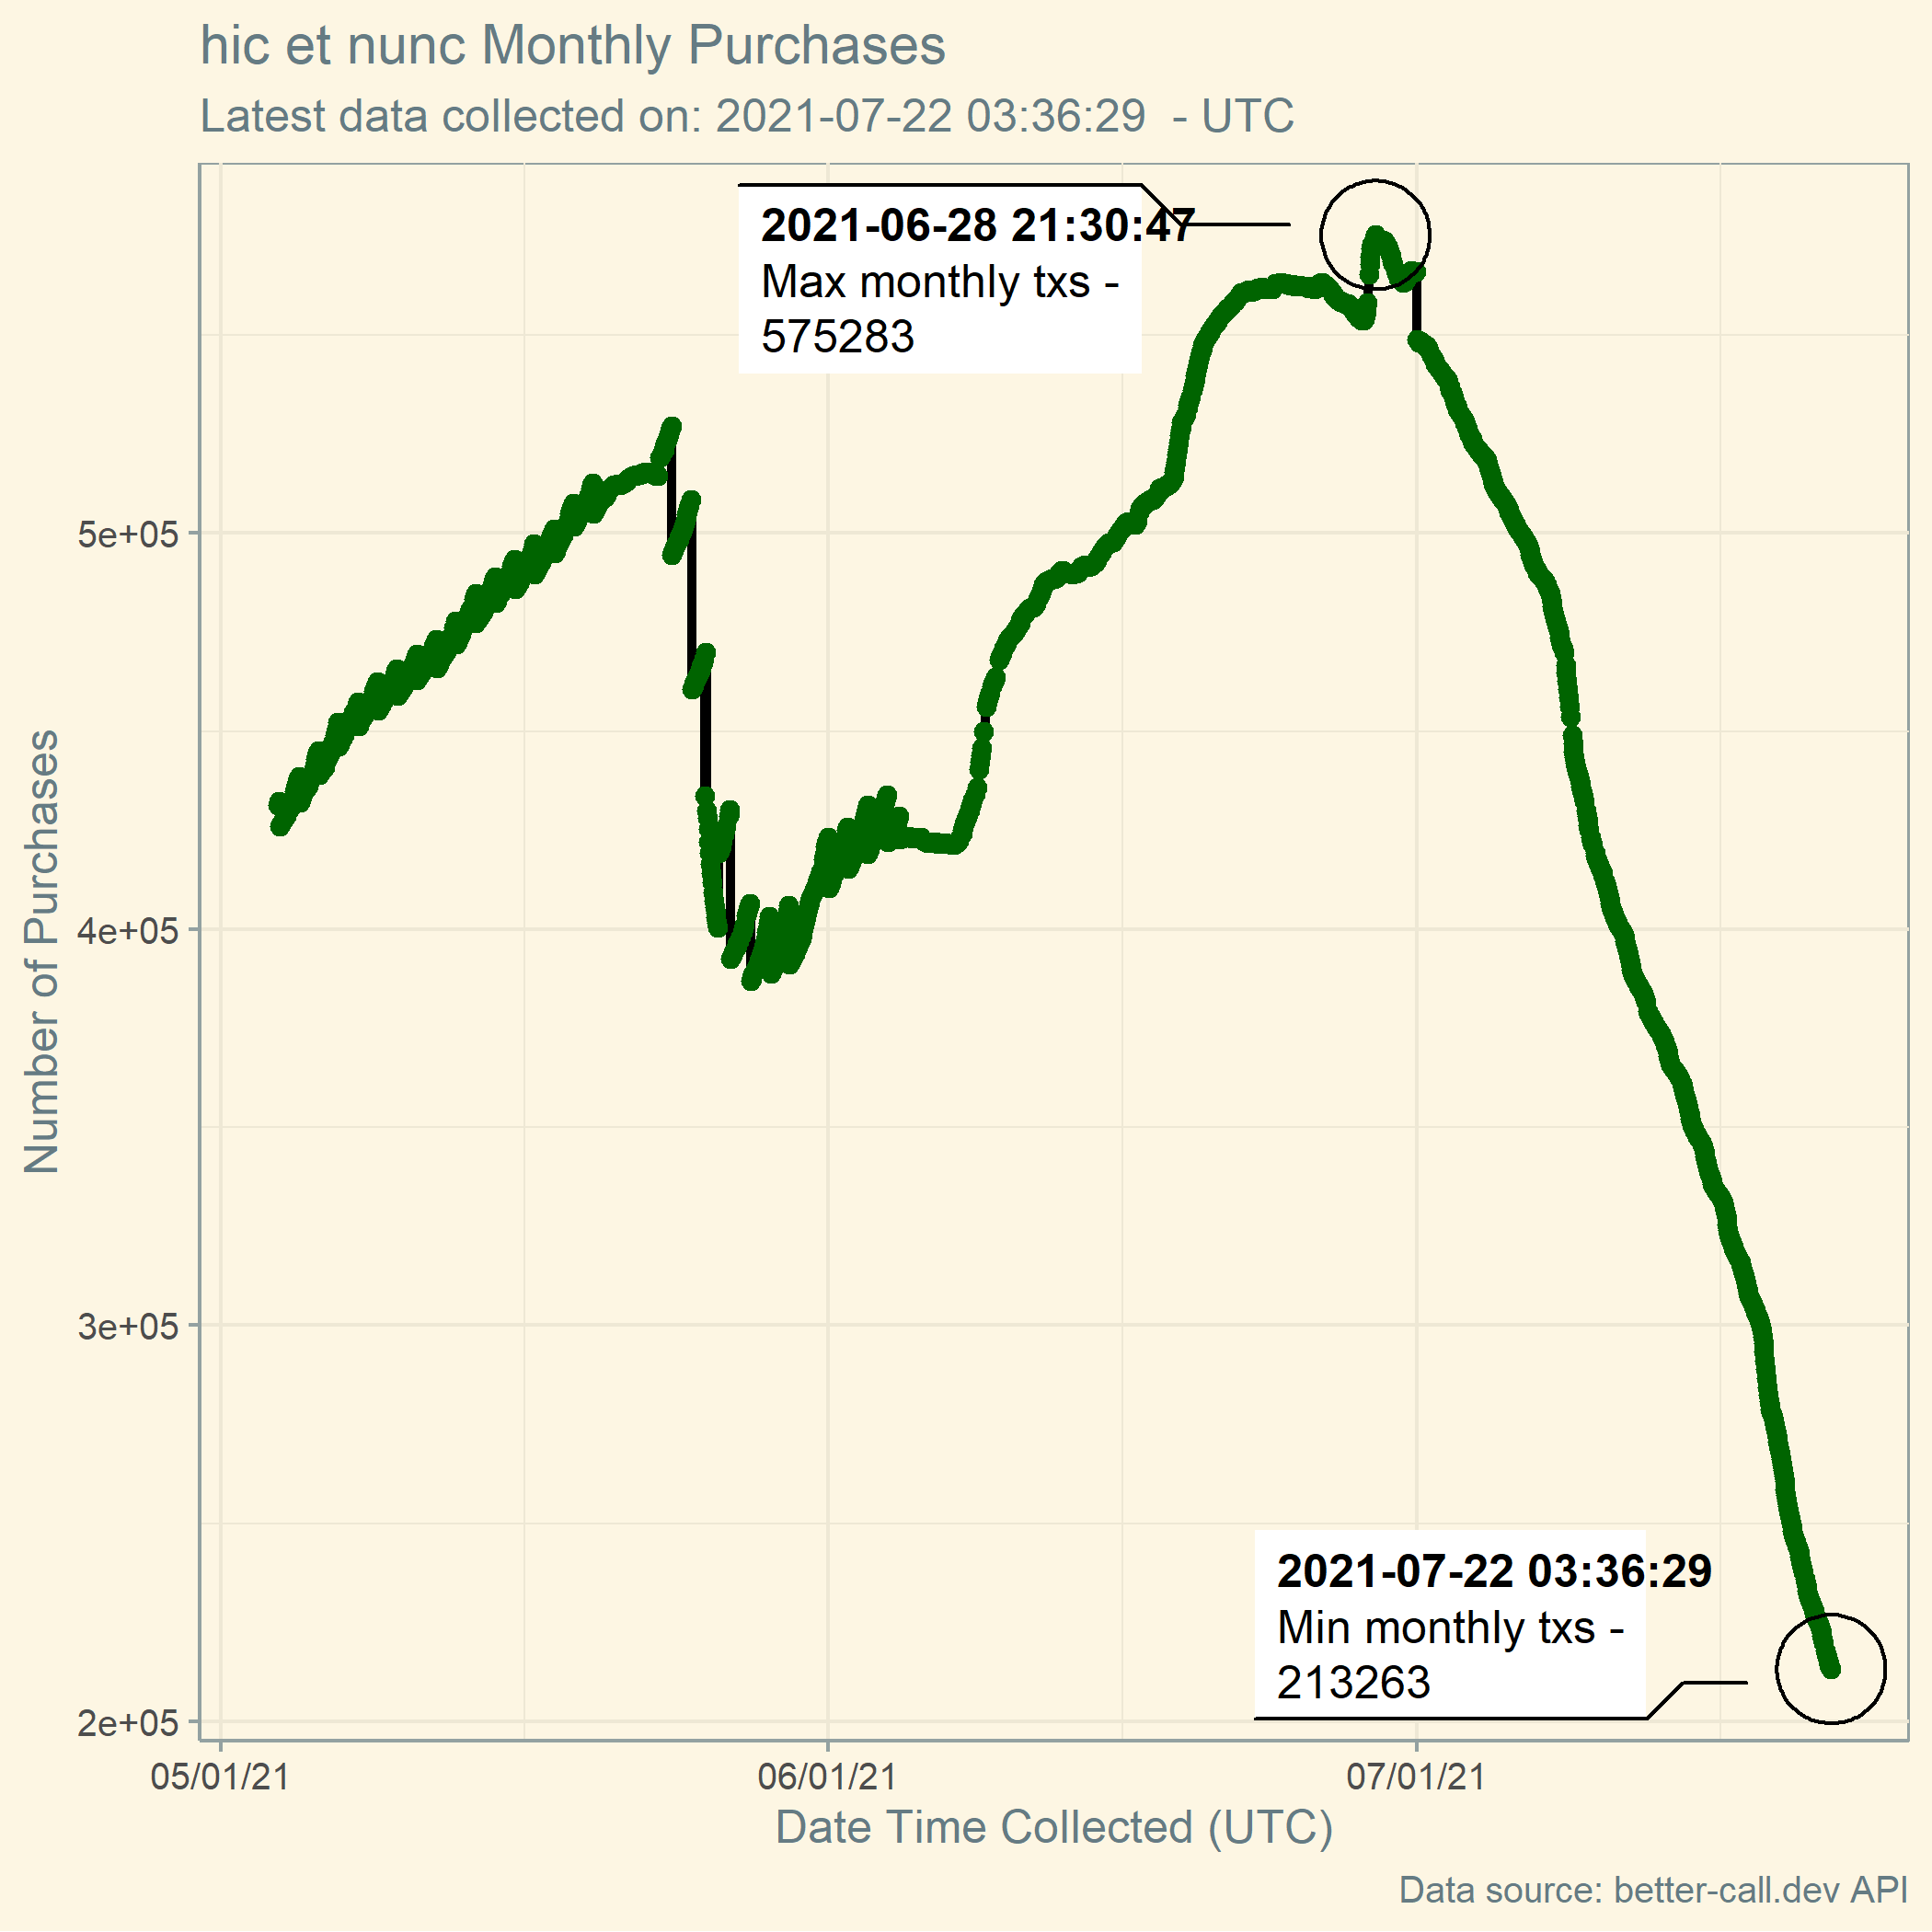 hic et nunc Monthly Purchases
Latest data collected on: 2021-07-22 03:36:29  - UTC
2021-06-28 21:30:47
Max monthly txs -
575283
5e+05
4e+05
3e+05
2e+05
Number of Purchases
2021-07-22 03:36:29
Min monthly txs -
213263
05/01/21
06/01/21
07/01/21
Date Time Collected (UTC)
Data source: better-call.dev API